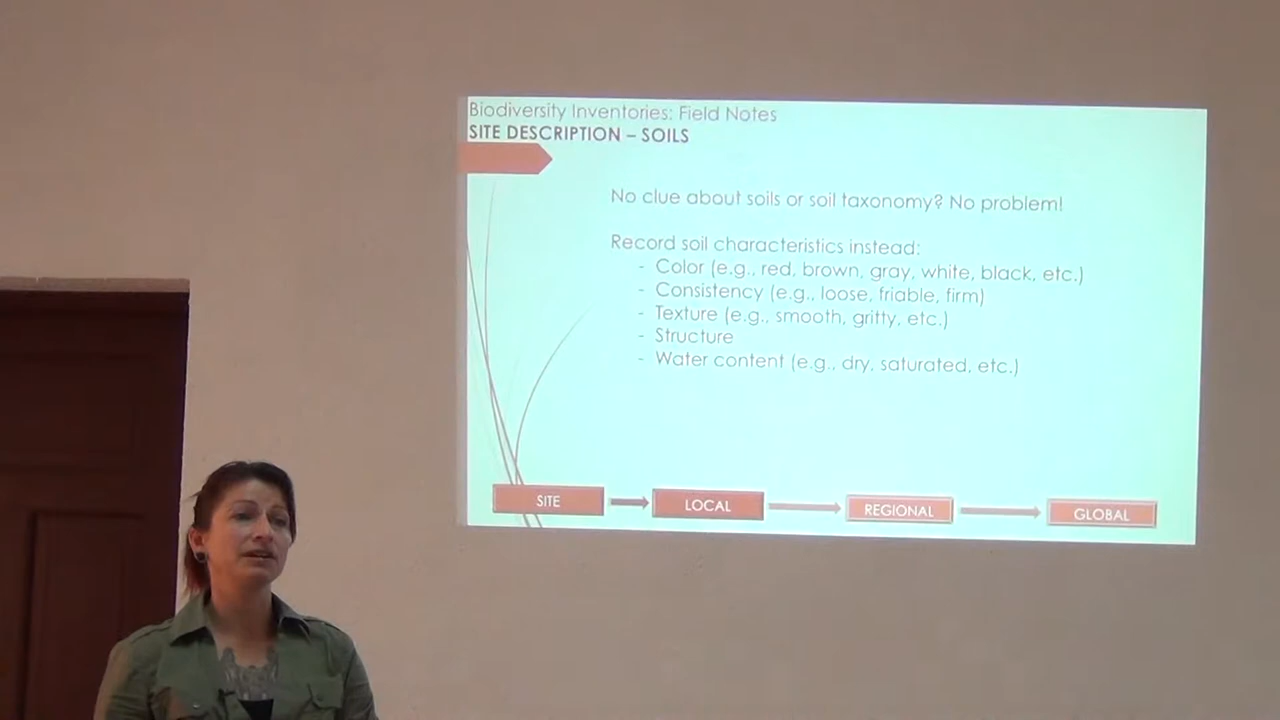 Biodiversity Inventories: Field Notes
SITE DESCRIPTION – SOILS
No clue about soils or soil taxonomy? No problem!
Record soil characteristics instead:
- Color (e.g., red, brown, gray, white, black, etc.)
- Consistency (e.g., loose, friable, firm)
- Texture (e.g., smooth, gritty, etc.)
- Structure
- Water content (e.g., dry, saturated, etc.)
SITE LOCAL REGIONAL GLOBAL